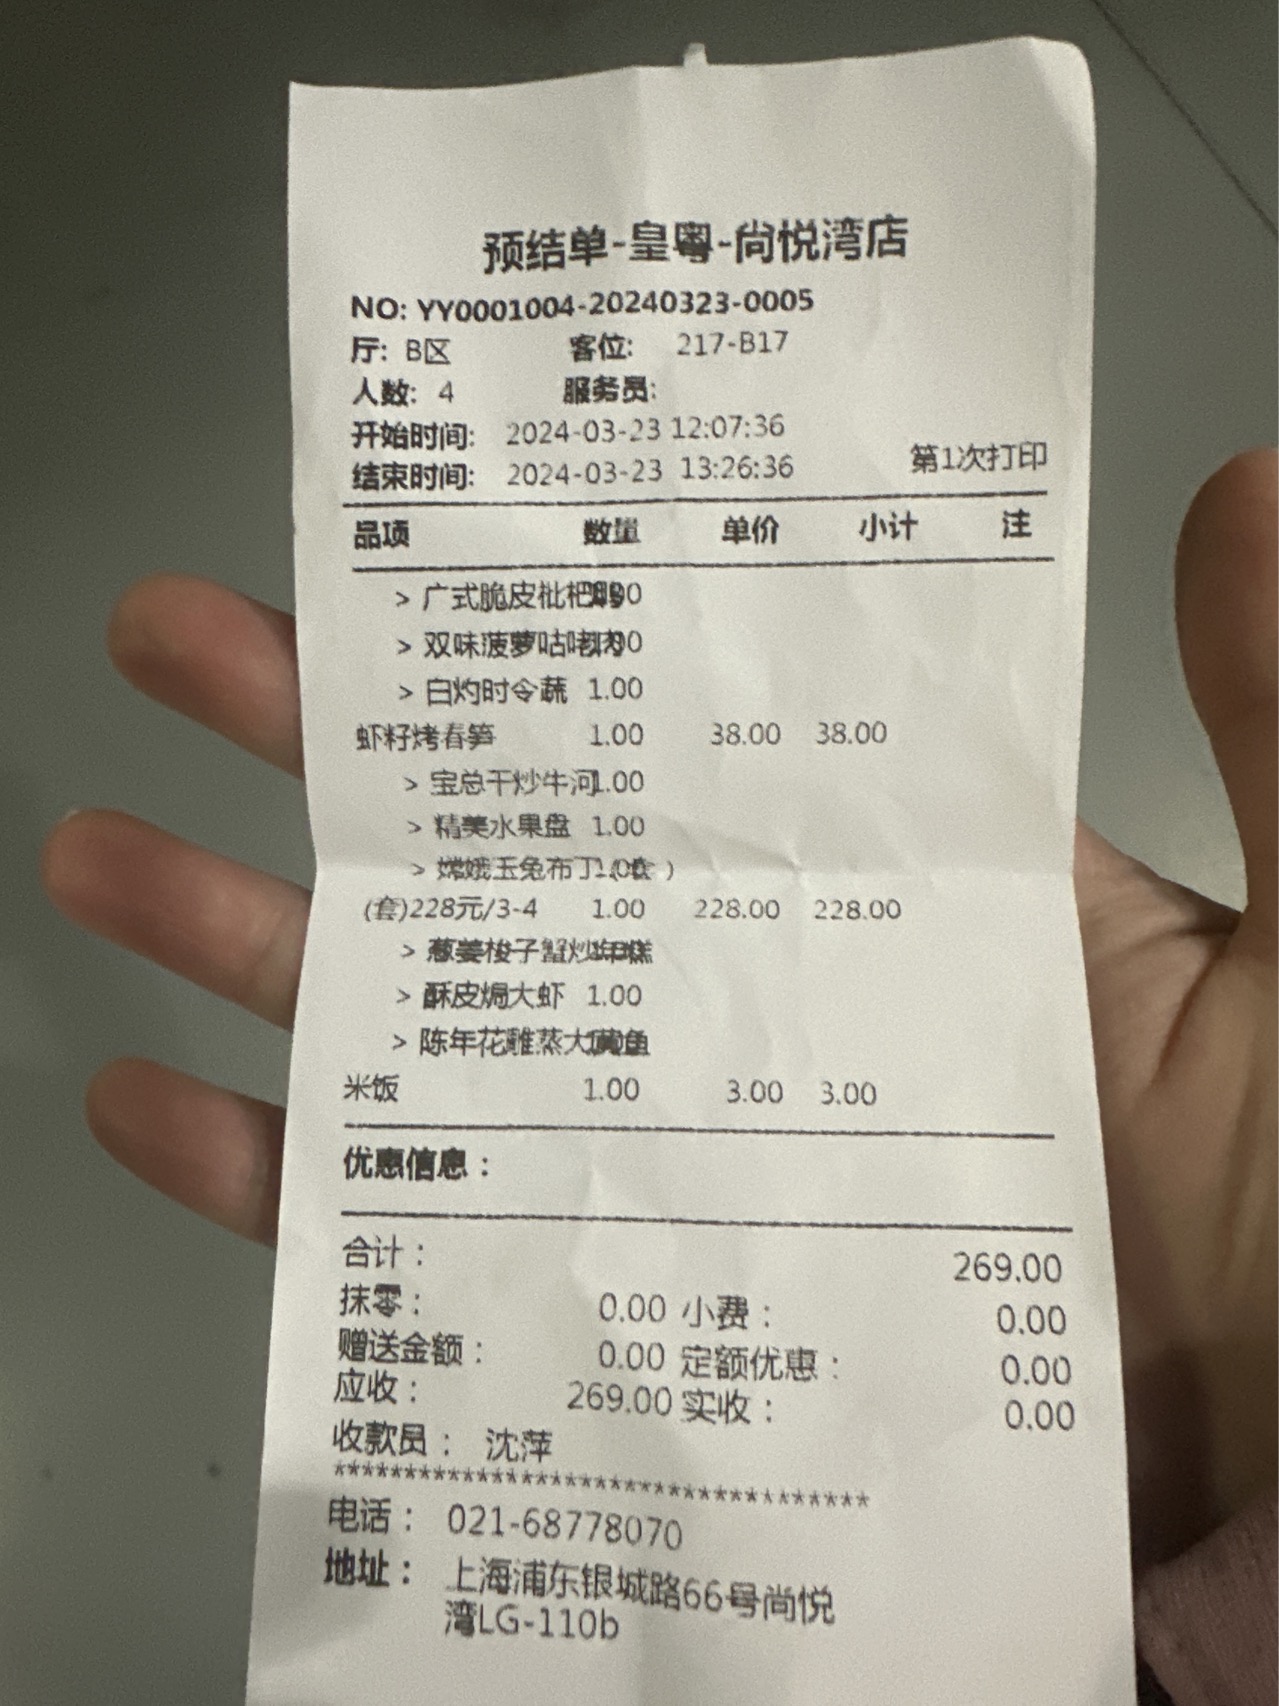 预结单-皇粤-尚悦湾店
NO: YY0001004-20240323-0005
厅: B区 客位: 217-B17
人数: 4 服务员:
开始时间: 2024-03-23 12:07:36
第1次打印
结束时间: 2024-03-23 13:26:36
品项 数量 单价 小计 注
> 广式脆皮枇杷鸭
> 双味菠萝咕咾肉
> 白灼时令蔬 1.00
虾籽烤春笋 1.00 38.00 38.00
> 宝总干炒牛河 1.00
> 精美水果盘 1.00
> 嫦娥玉兔布丁(套)
(套)228元/3-4 1.00 228.00 228.00
> 葱姜梭子蟹炒年糕
> 酥皮焗大虾 1.00
> 陈年花雕蒸大黄鱼
米饭 1.00 3.00 3.00
优惠信息：
合计： 269.00
抹零： 0.00 小费： 0.00
赠送金额： 0.00 定额优惠： 0.00
应收： 269.00 实收： 0.00
收款员： 沈萍
**************************************
电话： 021-68778070
地址： 上海浦东银城路66号尚悦
湾LG-110b